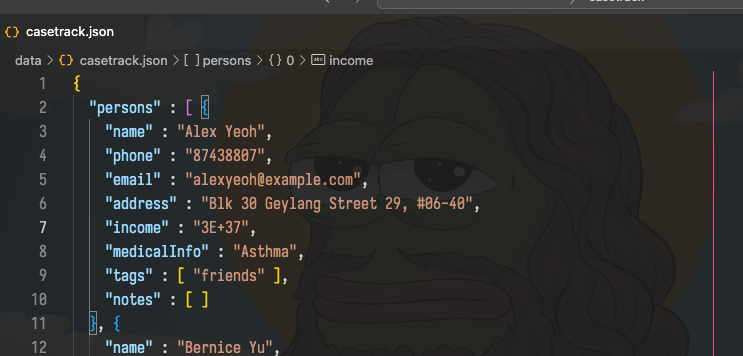 {} casetrack.json
data > {} casetrack.json > [ ] persons > {} 0 > abc income
1 {
2 "persons" : [ {
3 "name" : "Alex Yeoh",
4 "phone" : "87438807",
5 "email" : "alexyeoh@example.com",
6 "address" : "Blk 30 Geylang Street 29, #06-40",
7 "income" : "3E+37",
8 "medicalInfo" : "Asthma",
9 "tags" : [ "friends" ],
10 "notes" : [ ]
11 }, {
12 "name" : "Bernice Yu",